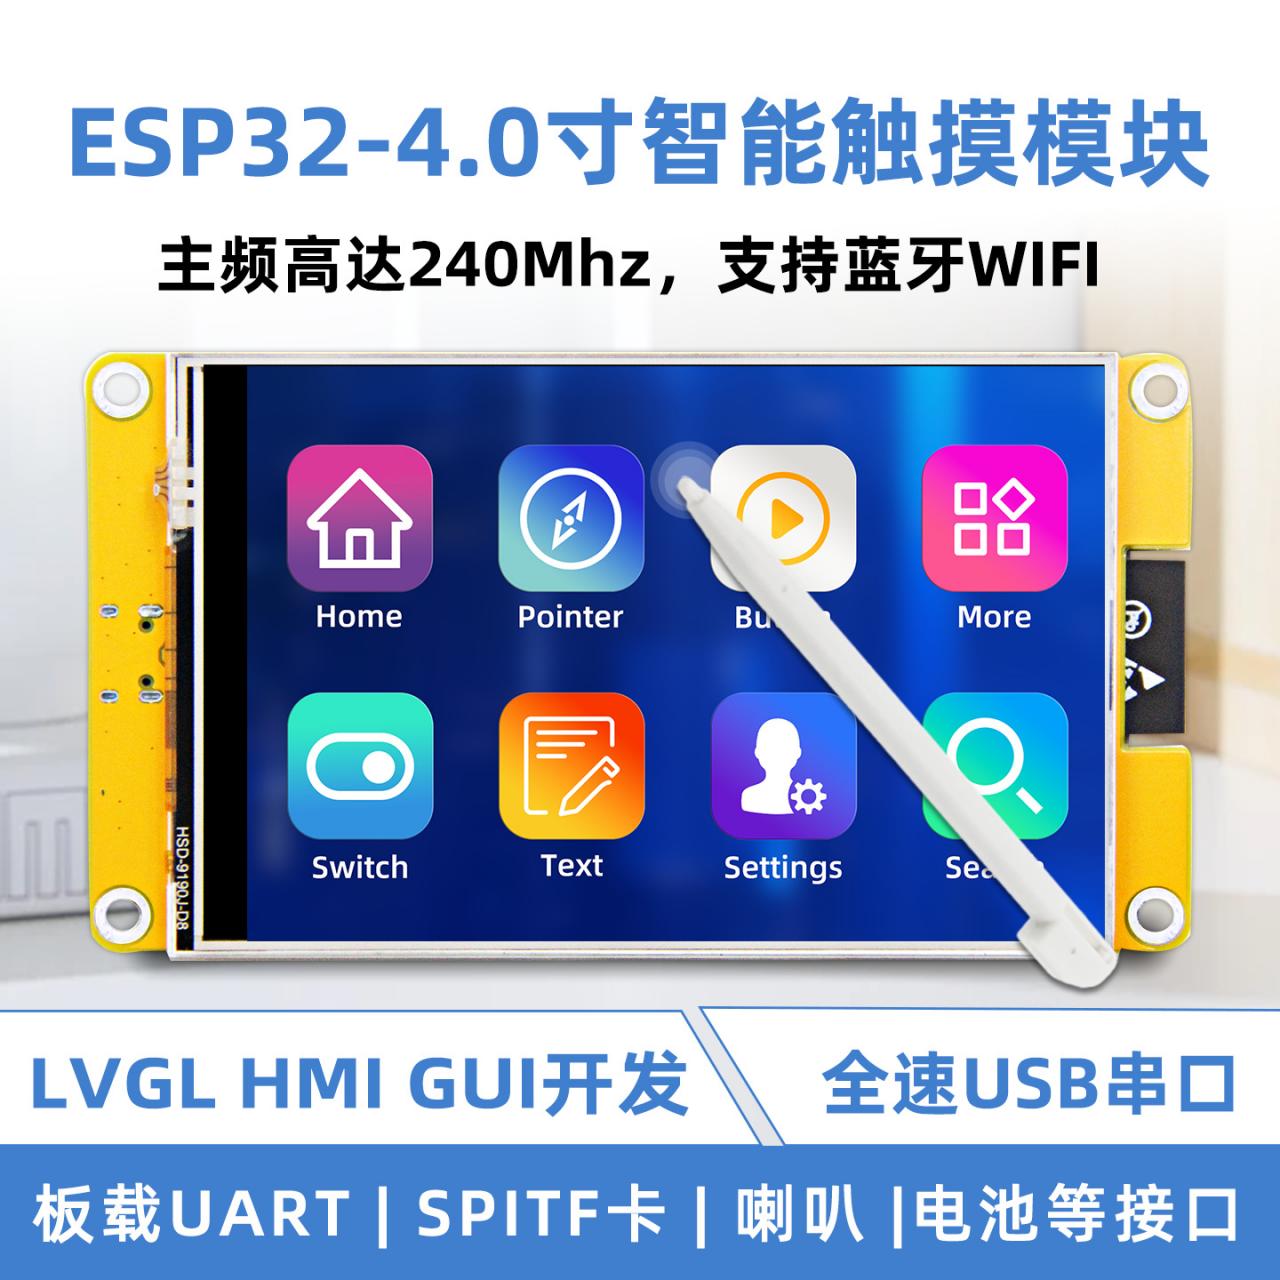 ESP32-4.0寸智能触摸模块
主频高达240Mhz，支持蓝牙WIFI
Home
Pointer
More
Switch
Text
Settings
HSD-9190J-D8
LVGL HMI GUI开发
全速USB串口
板载UART | SPITF卡 | 喇叭 |电池等接口